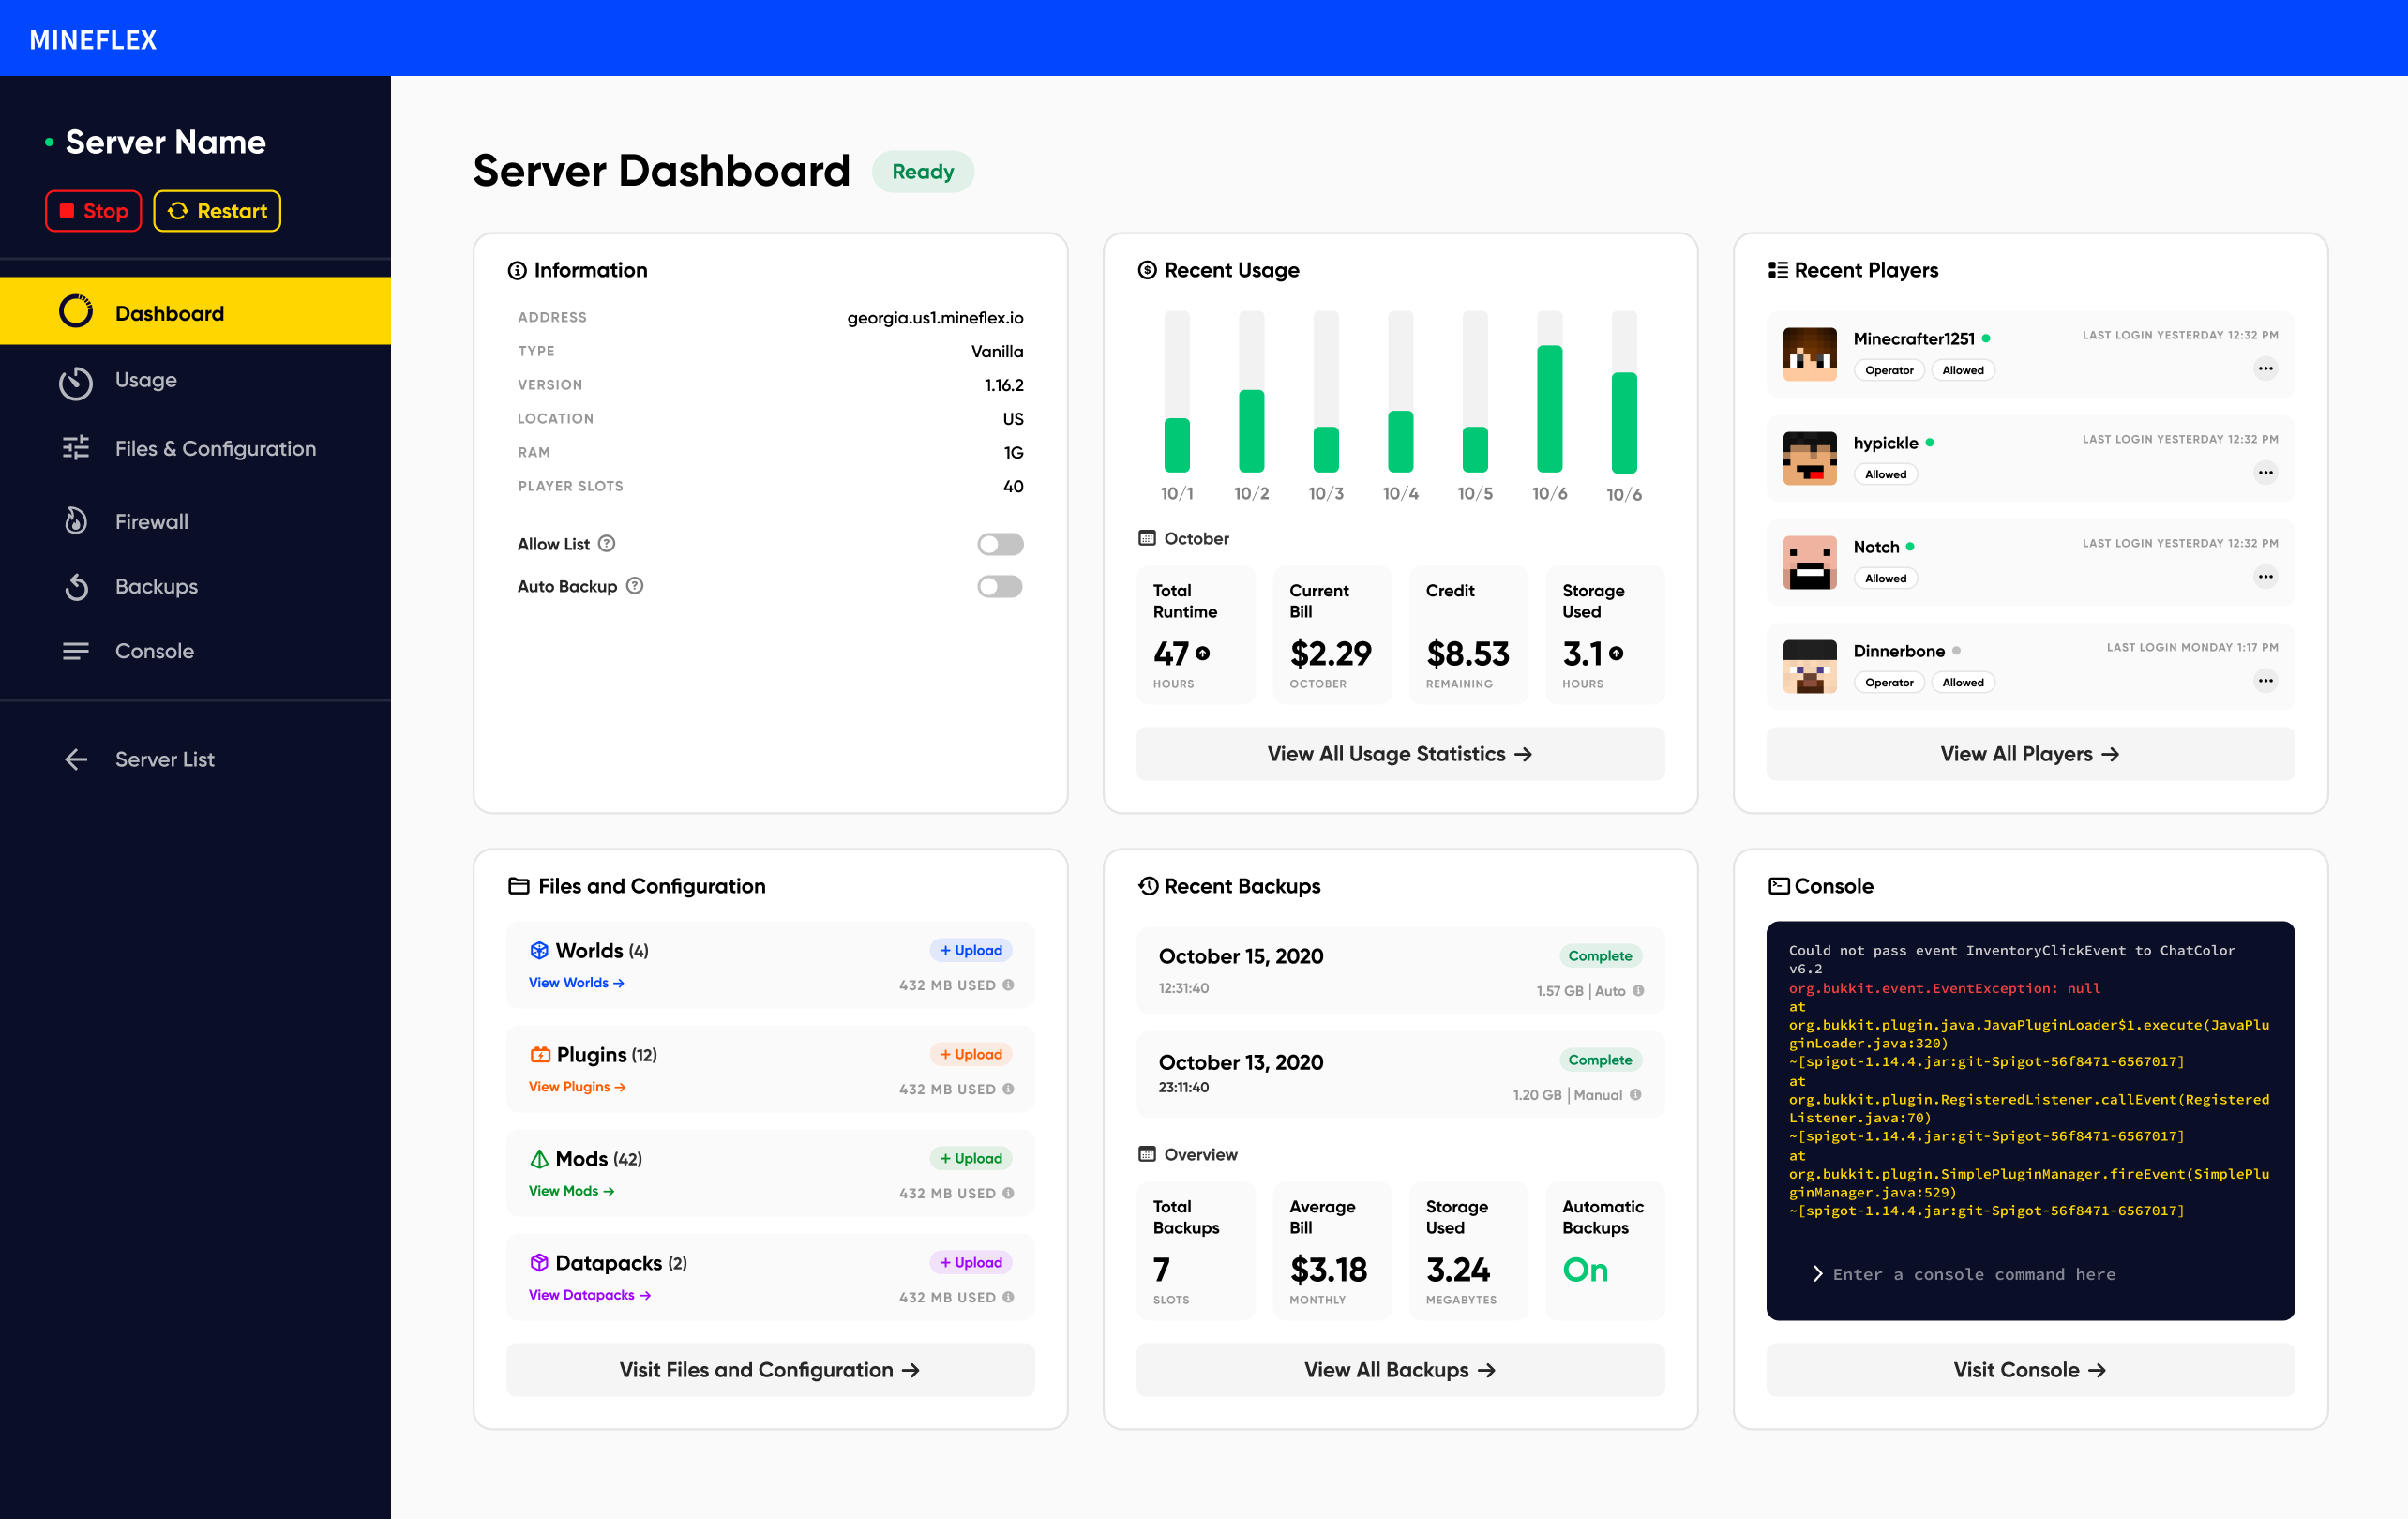 MINEFLEX
Server Name
Stop
Restart
Dashboard
Usage
Files & Configuration
Firewall
Backups
Console
Server List
Server Dashboard
Ready
Information
ADDRESS georgia.us1.mineflex.io
TYPE Vanilla
VERSION 1.16.2
LOCATION US
RAM 1G
PLAYER SLOTS 40
Allow List ?
Auto Backup ?
Recent Usage
10/1 10/2 10/3 10/4 10/5 10/6 10/6
October
Total
Runtime
47
HOURS
Current
Bill
$2.29
OCTOBER
Credit
$8.53
REMAINING
Storage
Used
3.1
HOURS
View All Usage Statistics →
Recent Players
Minecrafter1251
LAST LOGIN YESTERDAY 12:32 PM
Operator Allowed
hypickle
LAST LOGIN YESTERDAY 12:32 PM
Allowed
Notch
LAST LOGIN YESTERDAY 12:32 PM
Allowed
Dinnerbone
LAST LOGIN MONDAY 1:17 PM
Operator Allowed
View All Players →
Files and Configuration
Worlds (4)
+ Upload
View Worlds →
432 MB USED
Plugins (12)
+ Upload
View Plugins →
432 MB USED
Mods (42)
+ Upload
View Mods →
432 MB USED
Datapacks (2)
+ Upload
View Datapacks →
432 MB USED
Visit Files and Configuration →
Recent Backups
October 15, 2020
Complete
12:31:40
1.57 GB | Auto
October 13, 2020
Complete
23:11:40
1.20 GB | Manual
Overview
Total
Backups
7
SLOTS
Average
Bill
$3.18
MONTHLY
Storage
Used
3.24
MEGABYTES
Automatic
Backups
On
View All Backups →
Console
Could not pass event InventoryClickEvent to ChatColor
v6.2
org.bukkit.event.EventException: null
at
org.bukkit.plugin.java.JavaPluginLoader$1.execute(JavaPlu
ginLoader.java:320)
~[spigot-1.14.4.jar:git-Spigot-56f8471-6567017]
at
org.bukkit.plugin.RegisteredListener.callEvent(Registered
Listener.java:70)
~[spigot-1.14.4.jar:git-Spigot-56f8471-6567017]
at
org.bukkit.plugin.SimplePluginManager.fireEvent(SimplePlu
ginManager.java:529)
~[spigot-1.14.4.jar:git-Spigot-56f8471-6567017]
Enter a console command here
Visit Console →